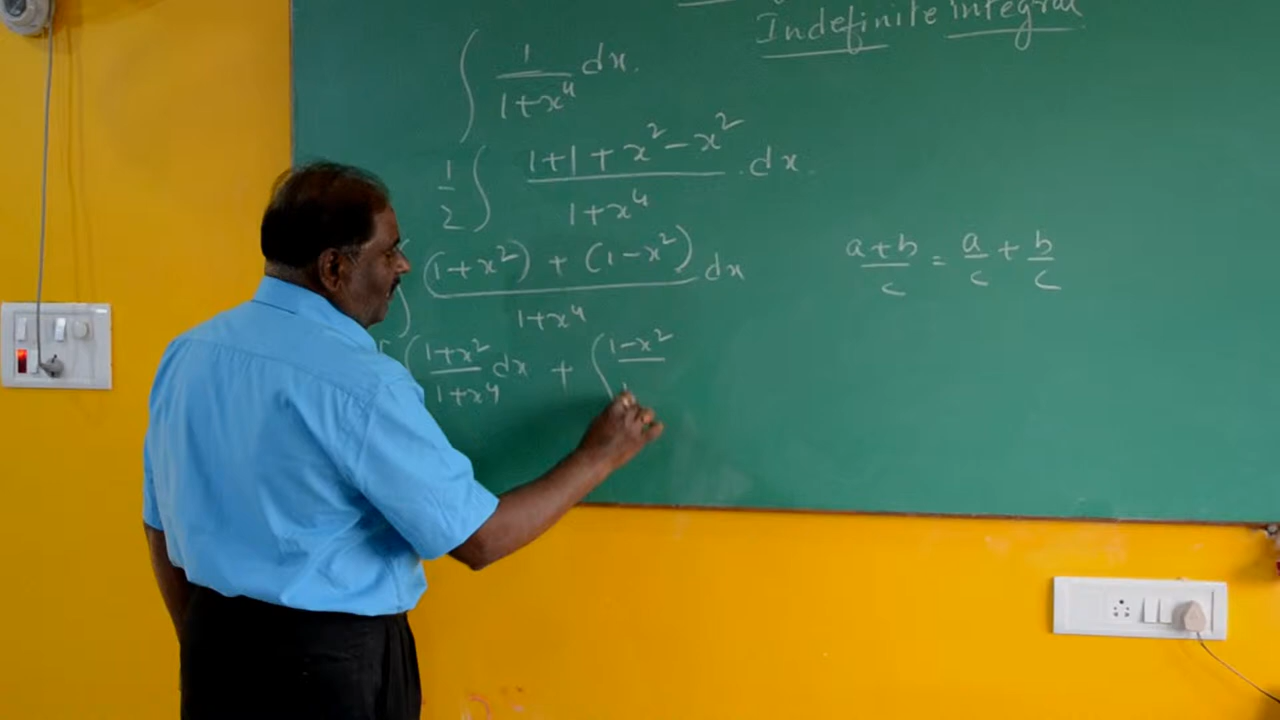 Indefinite integral
∫ 1/(1+x⁴) dx.
1/2 ∫ (1+1+x²-x²)/(1+x⁴) . dx
∫ ((1+x²) + (1-x²))/(1+x⁴) dx
(a+b)/c = a/c + b/c
∫ (1+x²)/(1+x⁴) dx + ∫ (1-x²)/1